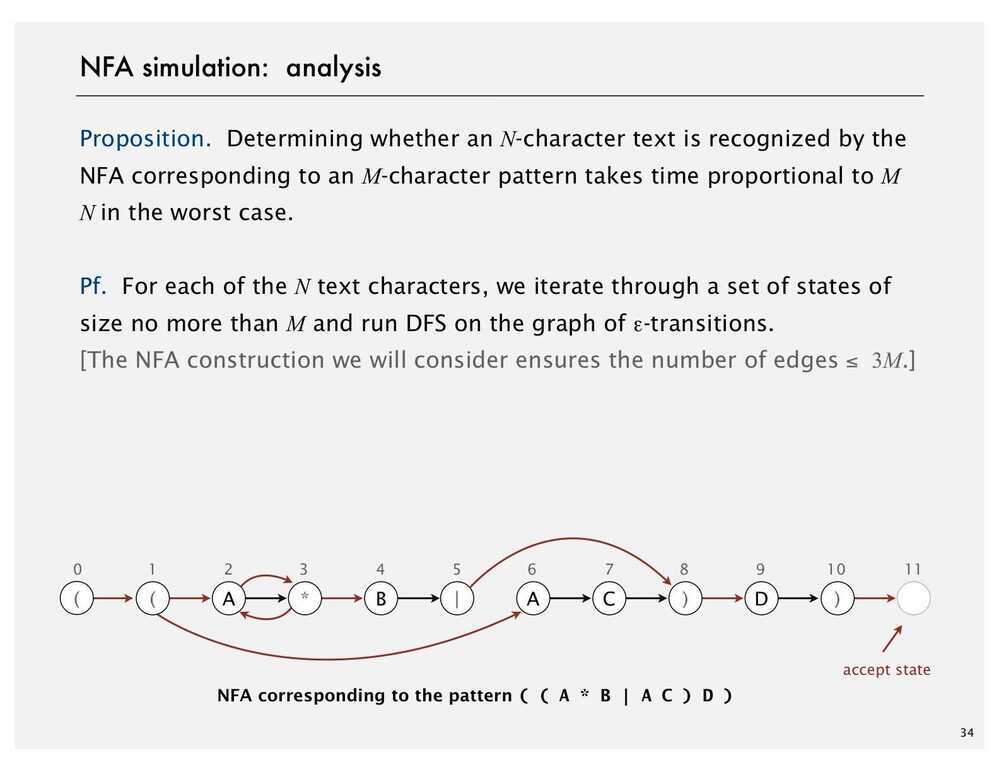 NFA simulation: analysis
Proposition. Determining whether an N-character text is recognized by the
NFA corresponding to an M-character pattern takes time proportional to M
N in the worst case.
Pf. For each of the N text characters, we iterate through a set of states of
size no more than M and run DFS on the graph of ε-transitions.
[The NFA construction we will consider ensures the number of edges ≤ 3M.]
0 1 2 3 4 5 6 7 8 9 10 11
( ( A * B | A C ) D )
accept state
NFA corresponding to the pattern ( ( A * B | A C ) D )
34